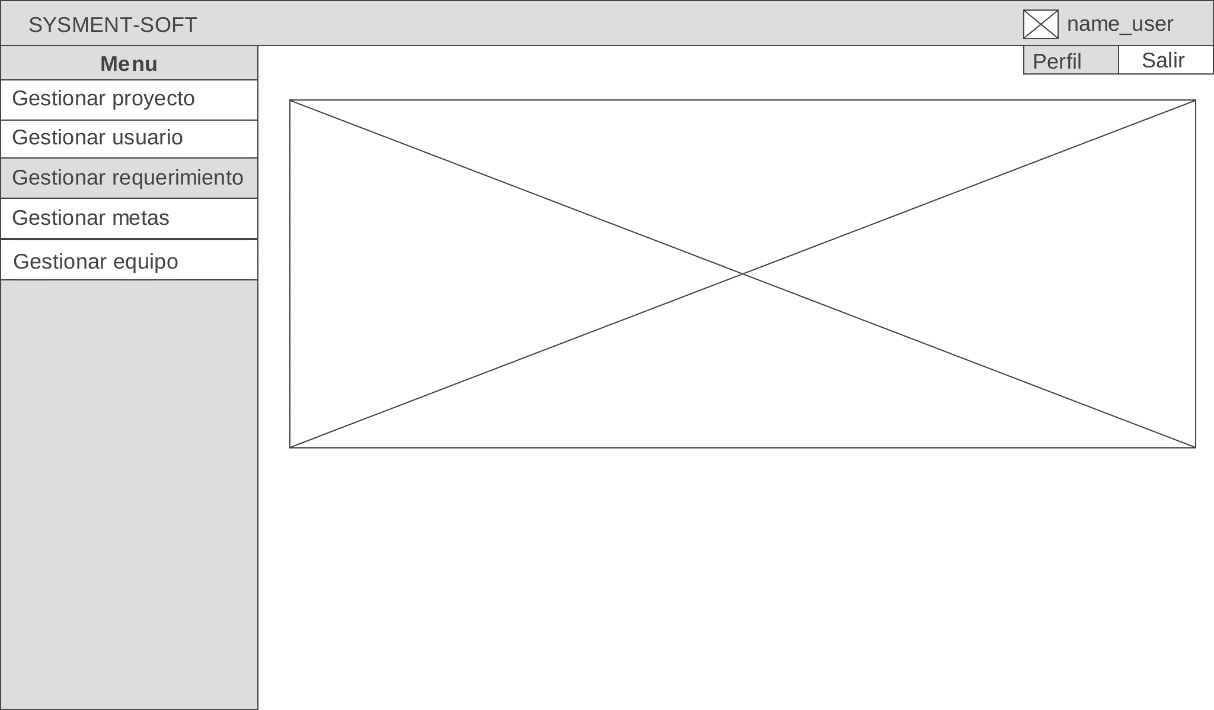 SYSMENT-SOFT
name_user
Perfil
Salir
Menu
Gestionar proyecto
Gestionar usuario
Gestionar requerimiento
Gestionar metas
Gestionar equipo